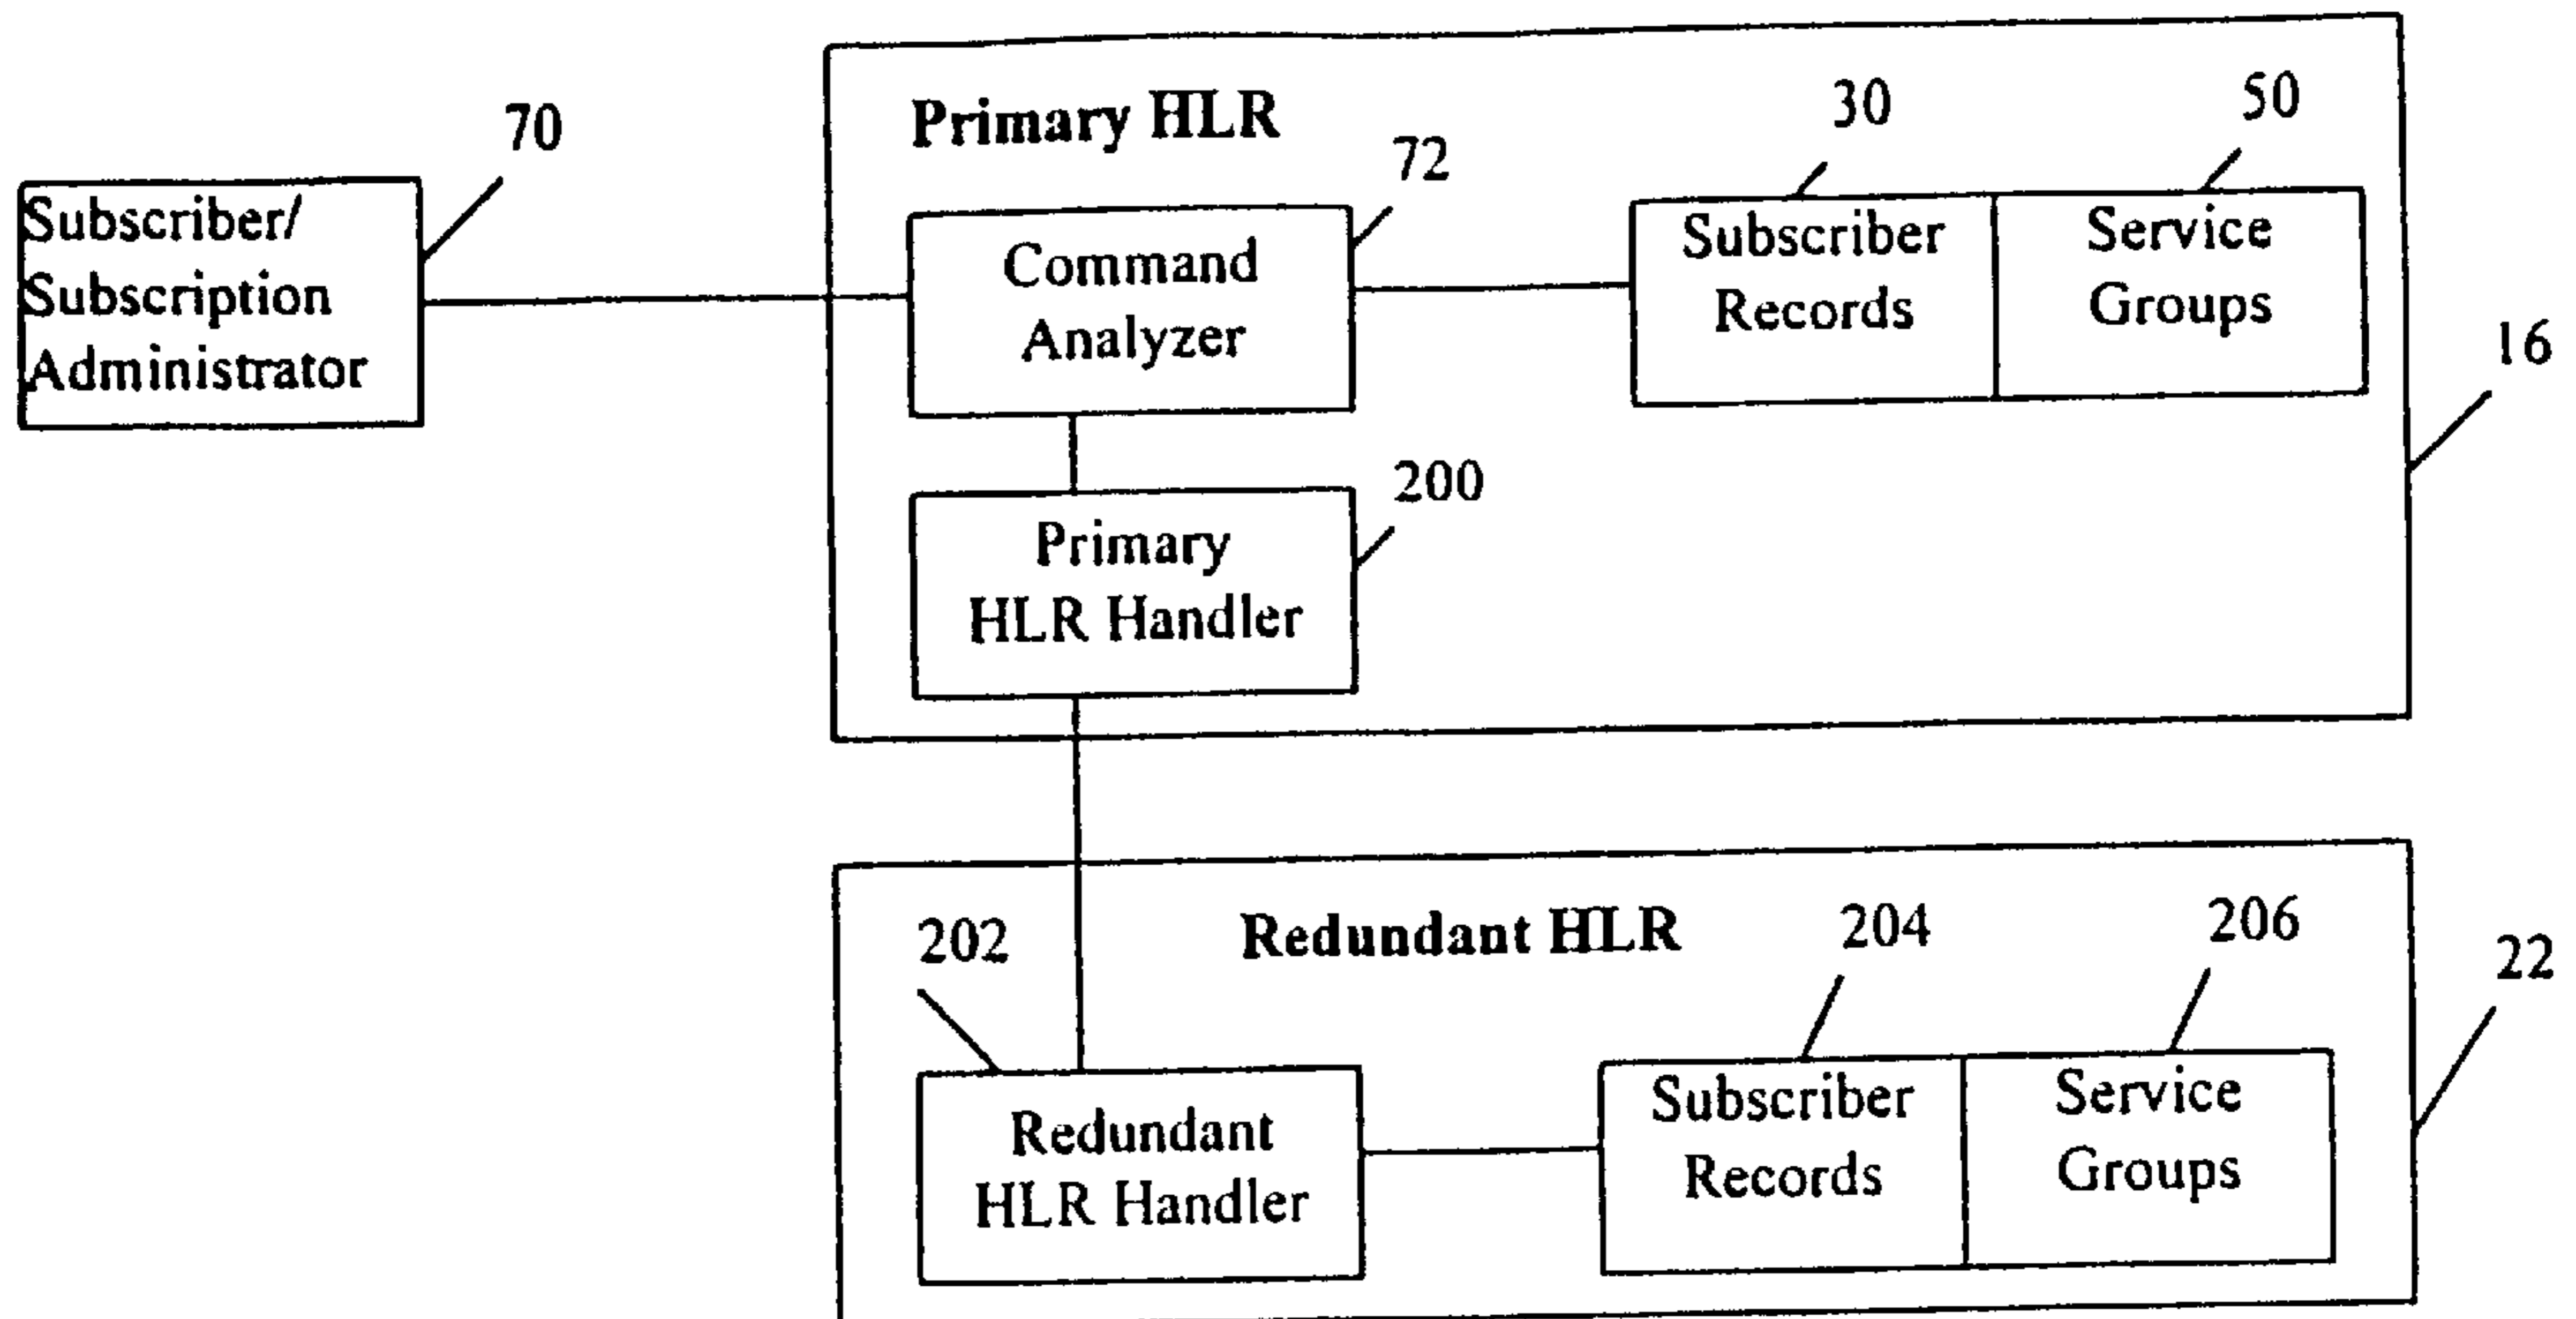 70
Subscriber/
Subscription
Administrator
Primary HLR
72
30
50
Command
Analyzer
Subscriber
Records
Service
Groups
16
200
Primary
HLR Handler
202
Redundant HLR
204
206
22
Redundant
HLR Handler
Subscriber
Records
Service
Groups